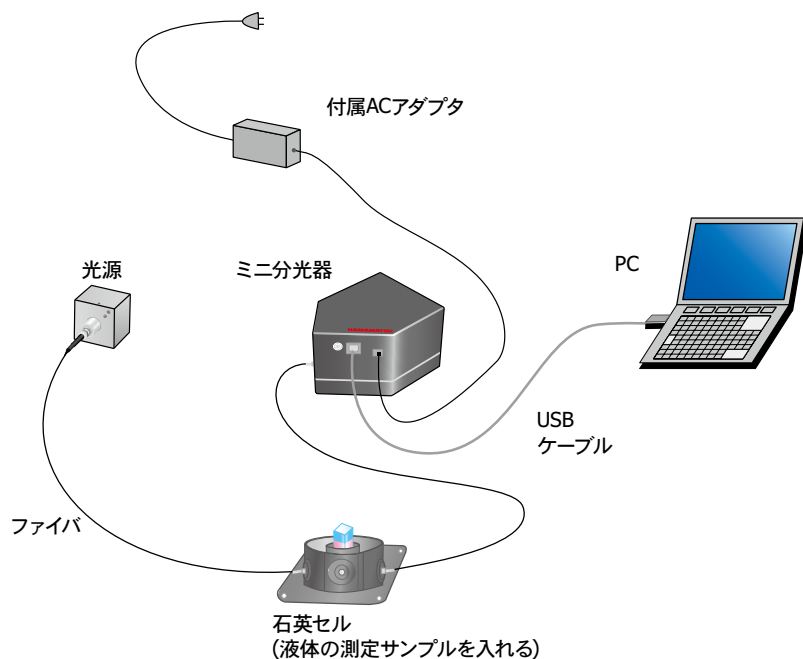 付属ACアダプタ
光源
ミニ分光器
PC
USB
ケーブル
ファイバ
石英セル
(液体の測定サンプルを入れる)